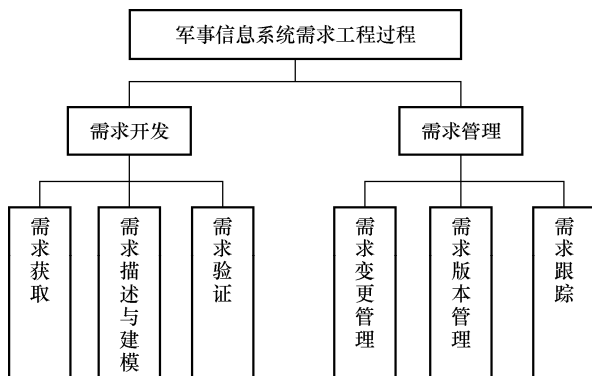 军事信息系统需求工程过程
需求开发
需求管理
需求获取
需求描述与建模
需求验证
需求变更管理
需求版本管理
需求跟踪